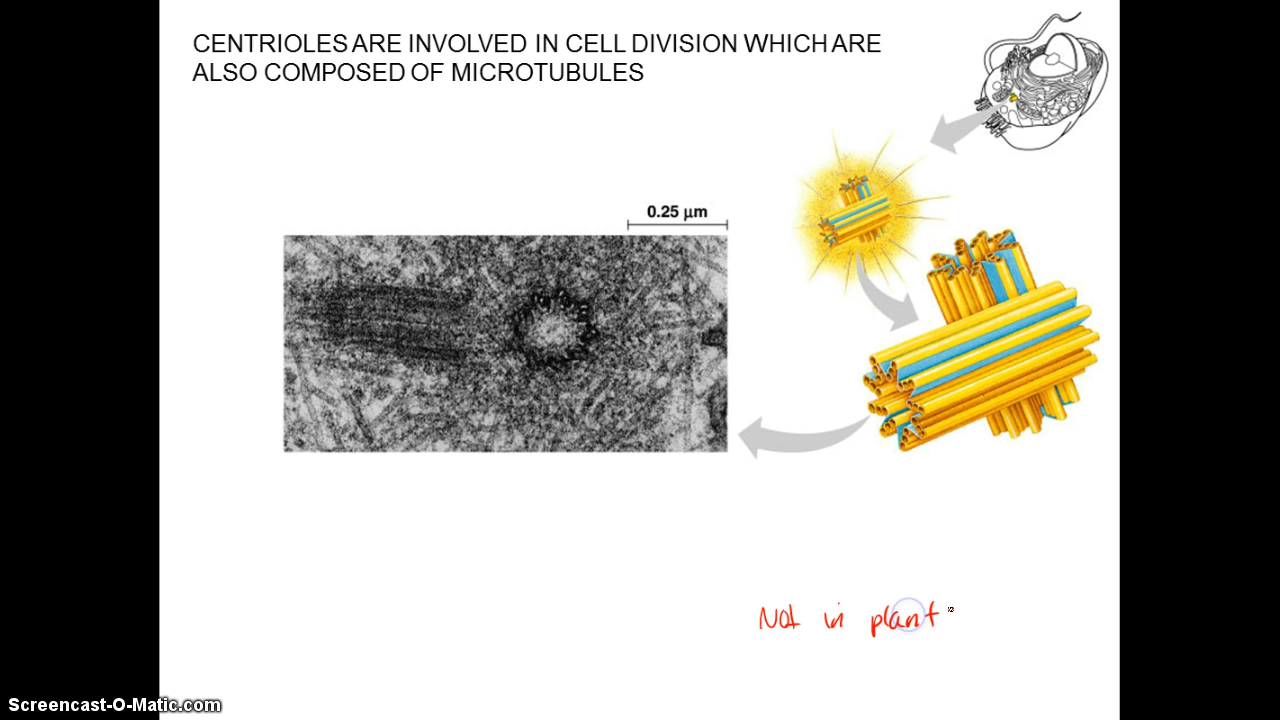 CENTRIOLES ARE INVOLVED IN CELL DIVISION WHICH ARE
ALSO COMPOSED OF MICROTUBULES
0.25 µm
Not in plant
Screencast-O-Matic.com